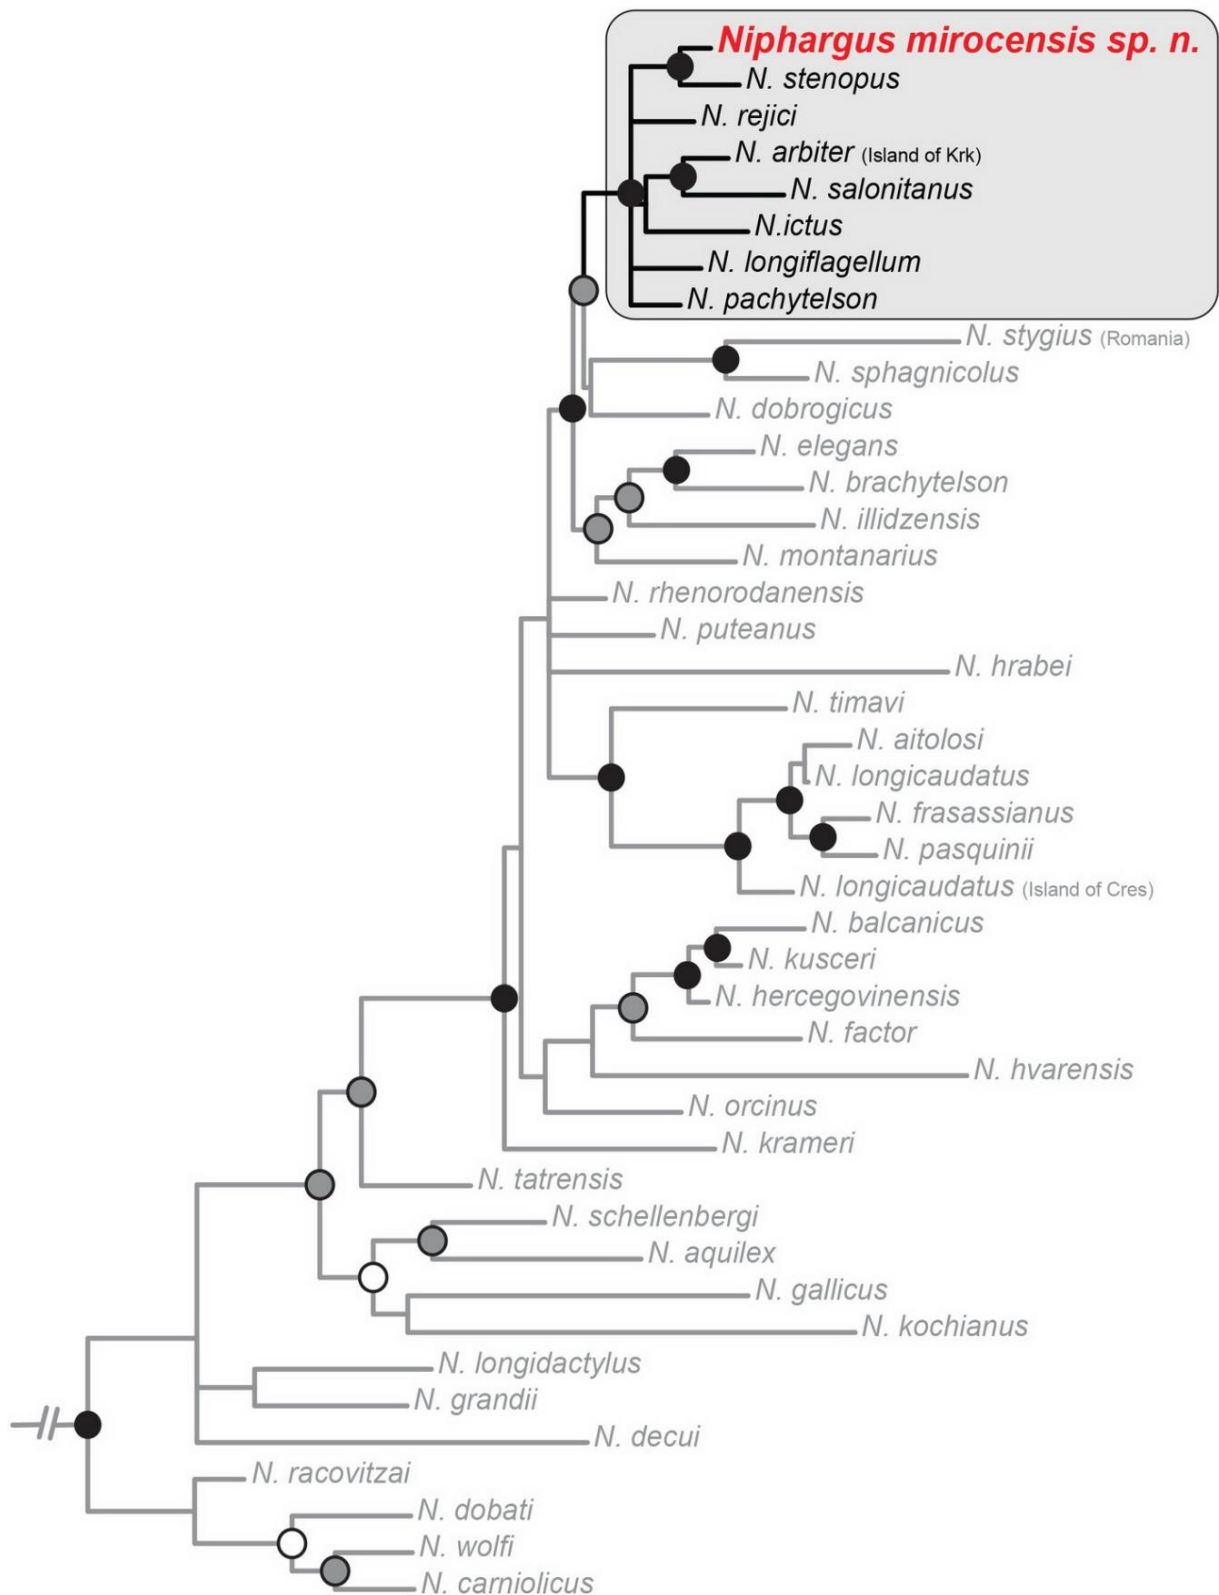 Niphargus mirocensis sp. n.
N. stenopus
N. rejici
N. arbiter (Island of Krk)
N. salonitanus
N.ictus
N. longiflagellum
N. pachytelson
N. stygius (Romania)
N. sphagnicolus
N. dobrogicus
N. elegans
N. brachytelson
N. illidzensis
N. montanarius
N. rhenorodanensis
N. puteanus
N. hrabei
N. timavi
N. aitolosi
N. longicaudatus
N. frasassianus
N. pasquinii
N. longicaudatus (Island of Cres)
N. balcanicus
N. kusceri
N. hercegovinensis
N. factor
N. hvarensis
N. orcinus
N. krameri
N. tatrensis
N. schellenbergi
N. aquilex
N. gallicus
N. kochianus
N. longidactylus
N. grandii
N. decui
N. racovitzai
N. dobati
N. wolfi
N. carniolicus